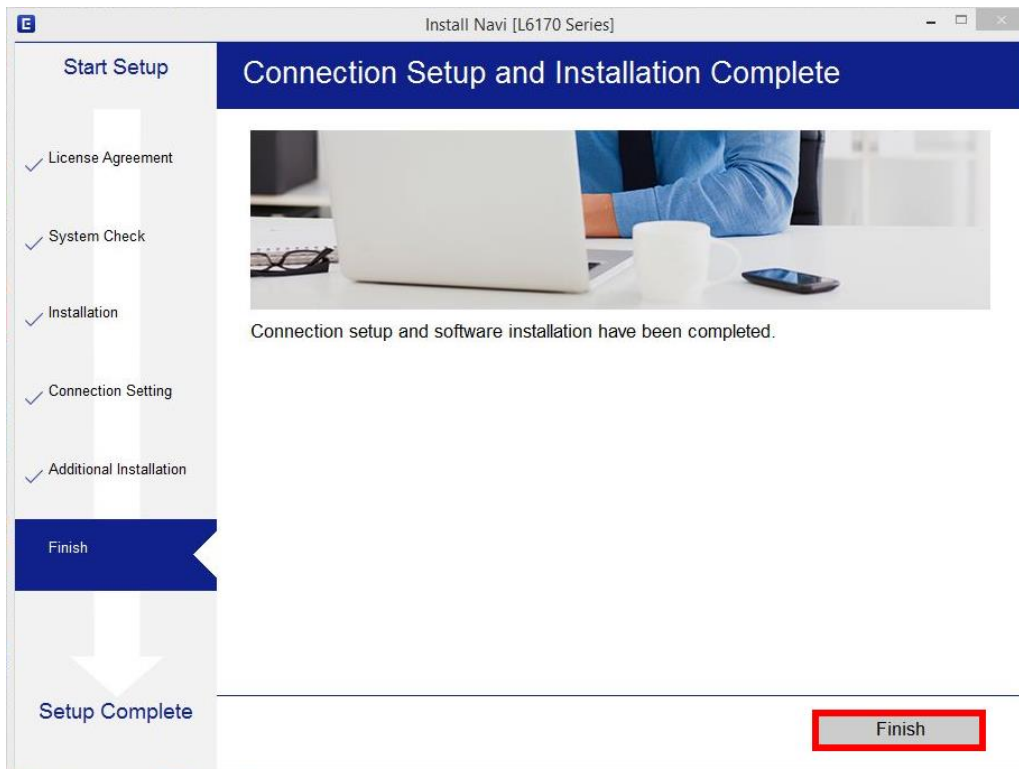 E
Install Navi [L6170 Series]
Start Setup
Connection Setup and Installation Complete
License Agreement
System Check
Installation
Connection setup and software installation have been completed.
Connection Setting
Additional Installation
Finish
Setup Complete
Finish